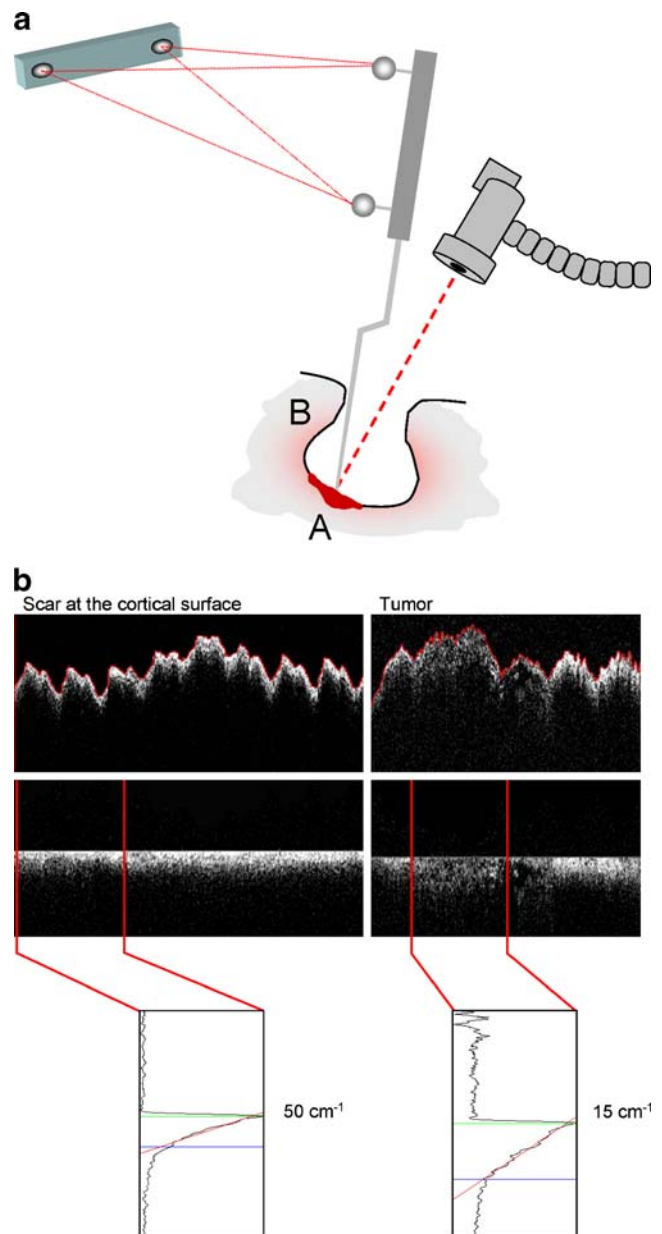 a
B
A
b
Scar at the cortical surface
Tumor
50 cm⁻¹
15 cm⁻¹